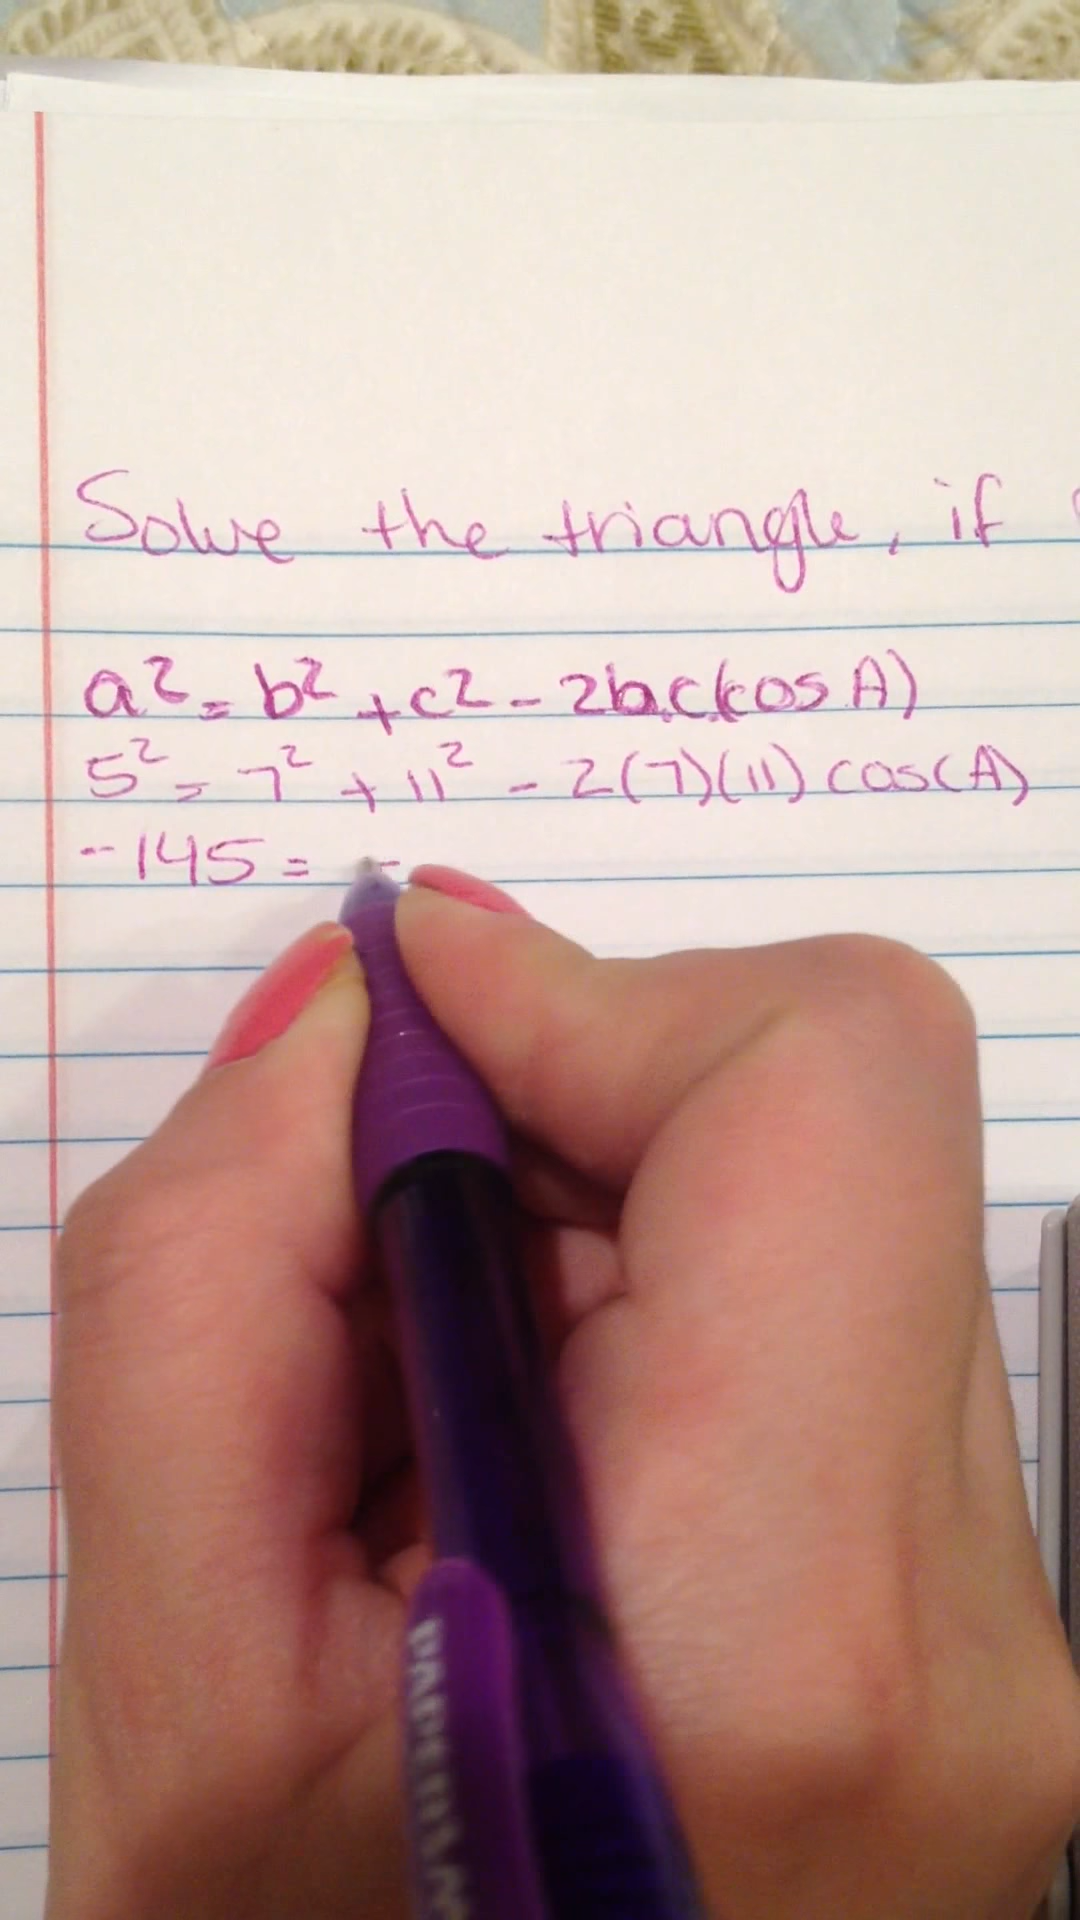 Solve the triangle, if
a² = b² + c² - 2bc(cos A)
5² = 7² + 11² - 2(7)(11) cos(A)
-145 = -